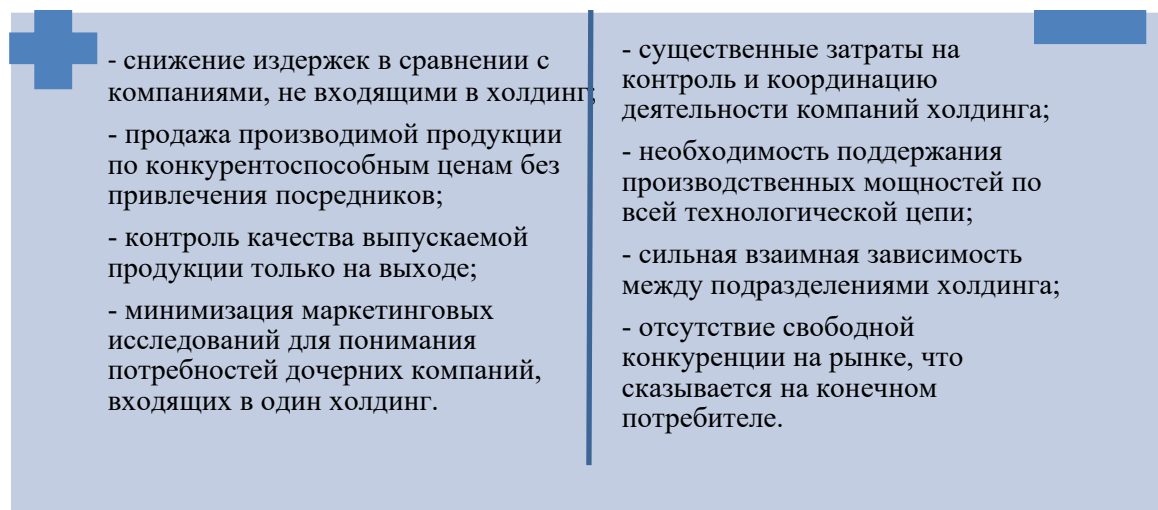 - снижение издержек в сравнении с
компаниями, не входящими в холдинг;
- продажа производимой продукции
по конкурентоспособным ценам без
привлечения посредников;
- контроль качества выпускаемой
продукции только на выходе;
- минимизация маркетинговых
исследований для понимания
потребностей дочерних компаний,
входящих в один холдинг.
- существенные затраты на
контроль и координацию
деятельности компаний холдинга;
- необходимость поддержания
производственных мощностей по
всей технологической цепи;
- сильная взаимная зависимость
между подразделениями холдинга;
- отсутствие свободной
конкуренции на рынке, что
сказывается на конечном
потребителе.